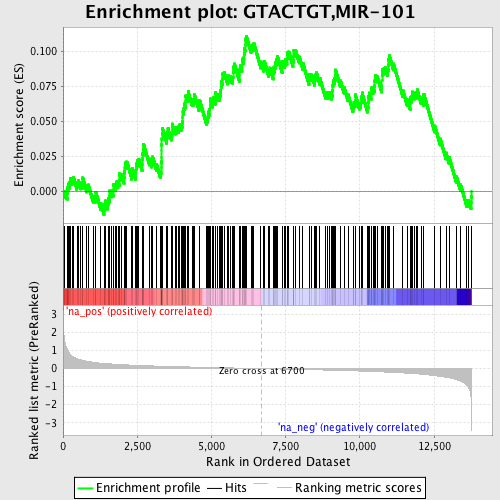 Enrichment plot: GTACTGT,MIR-101
Enrichment score (ES)
0.100
0.075
0.050
0.025
0.000
'na_pos' (positively correlated)
Ranked list metric (PreRanked)
3
2
1
0
-1
-2
-3
Zero cross at 6700
'na_neg' (negatively correlated)
0
2,500
5,000
7,500
10,000
12,500
Rank in Ordered Dataset
Enrichment profile
Hits
Ranking metric scores